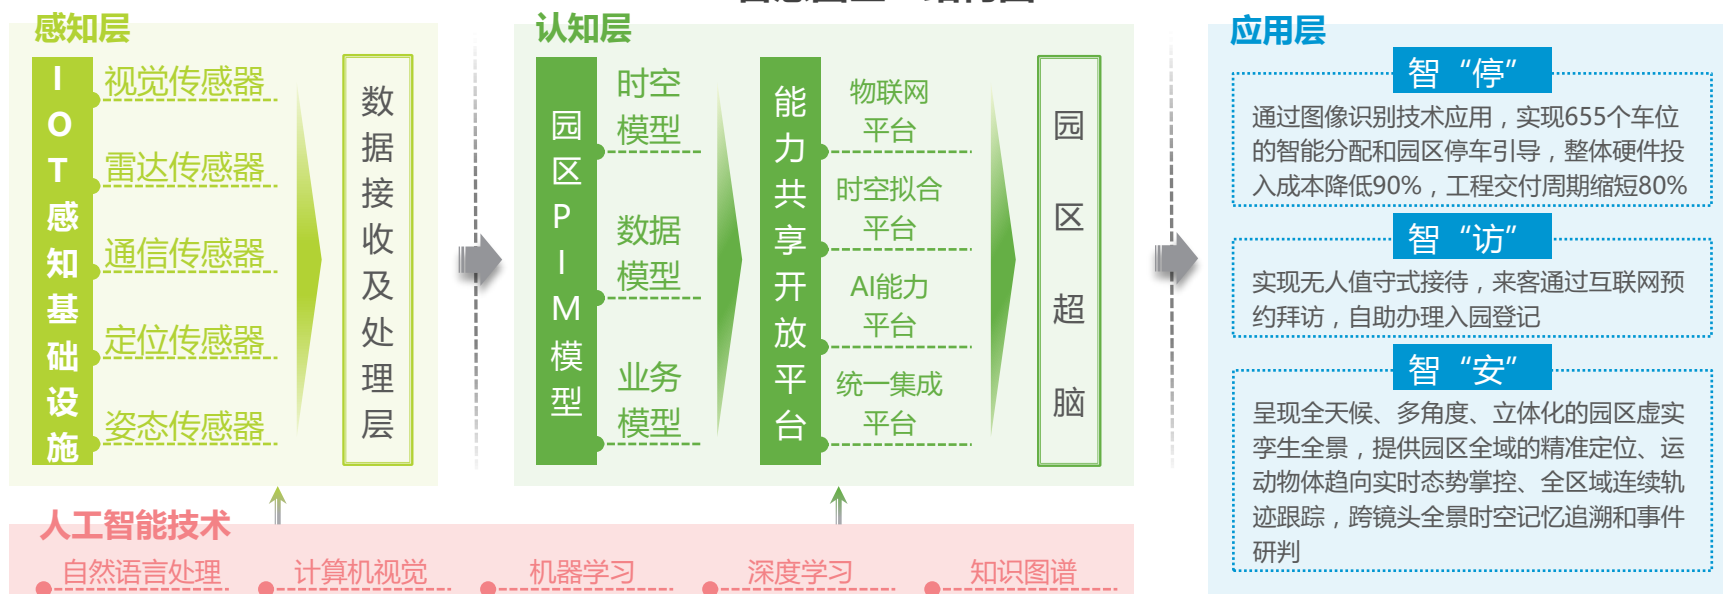 感知层
IOT感知基础设施
视觉传感器
雷达传感器
通信传感器
定位传感器
姿态传感器
数据接收及处理层
认知层
园区PIM模型
时空
模型
数据
模型
业务
模型
能力共享开放平台
物联网
平台
时空拟合
平台
AI能力
平台
统一集成
平台
园区超脑
应用层
智“停”
通过图像识别技术应用，实现655个车位
的智能分配和园区停车引导，整体硬件投
入成本降低90%，工程交付周期缩短80%
智“访”
实现无人值守式接待，来客通过互联网预
约拜访，自助办理入园登记
智“安”
呈现全天候、多角度、立体化的园区虚实
孪生全景，提供园区全域的精准定位、运
动物体趋向实时态势掌控、全区域连续轨
迹跟踪，跨镜头全景时空记忆追溯和事件
研判
人工智能技术
自然语言处理
计算机视觉
机器学习
深度学习
知识图谱